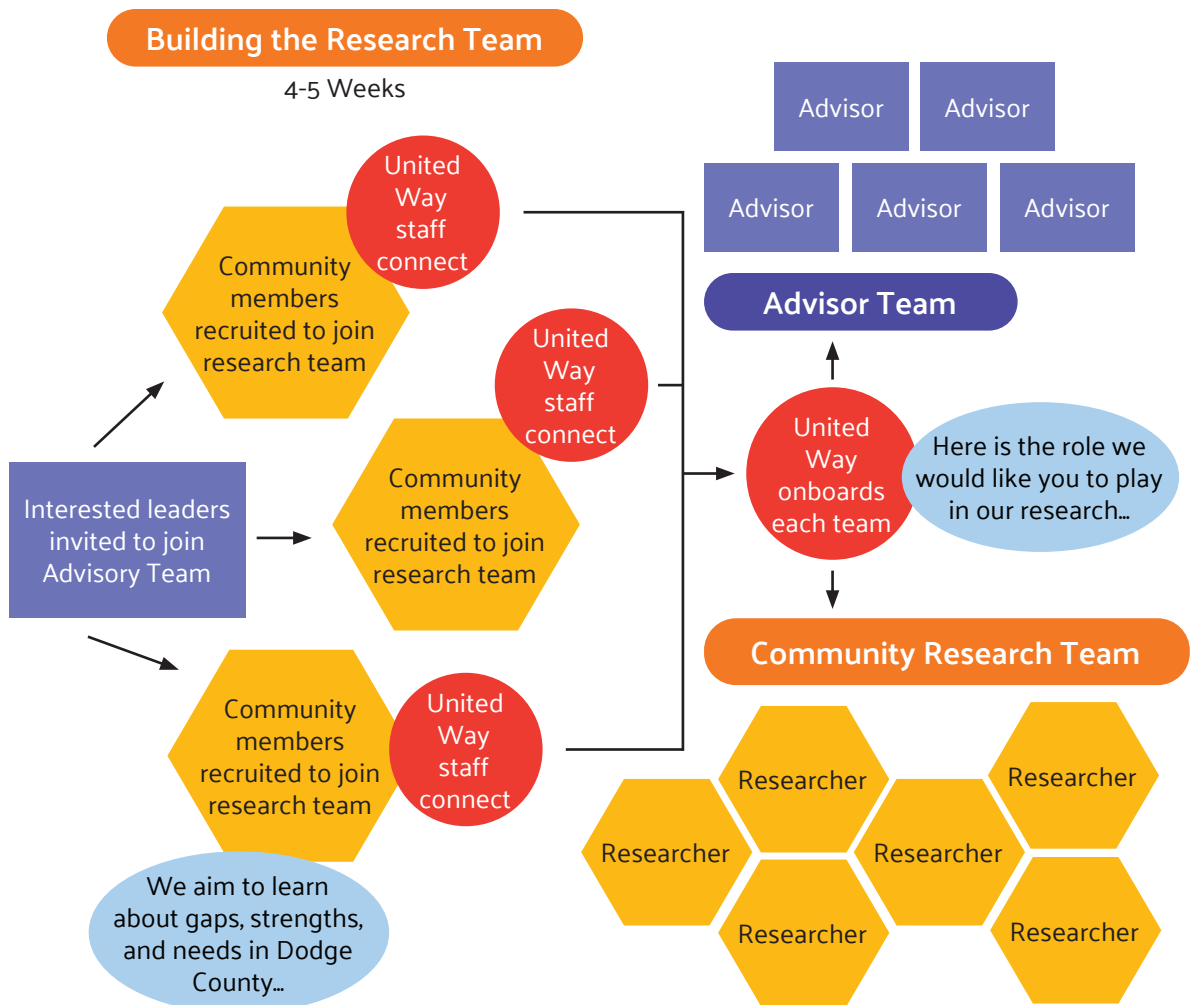 Building the Research Team
4-5 Weeks
United
Way
staff
connect
Community
members
recruited to join
research team
United
Way
staff
connect
Interested leaders
invited to join
Advisory Team
Community
members
recruited to join
research team
Community
members
recruited to join
research team
United
Way
staff
connect
We aim to learn
about gaps, strengths,
and needs in Dodge
County...
Advisor
Advisor
Advisor
Advisor
Advisor
Advisor Team
United
Way
onboards
each team
Here is the role we
would like you to play
in our research...
Community Research Team
Researcher
Researcher
Researcher
Researcher
Researcher
Researcher